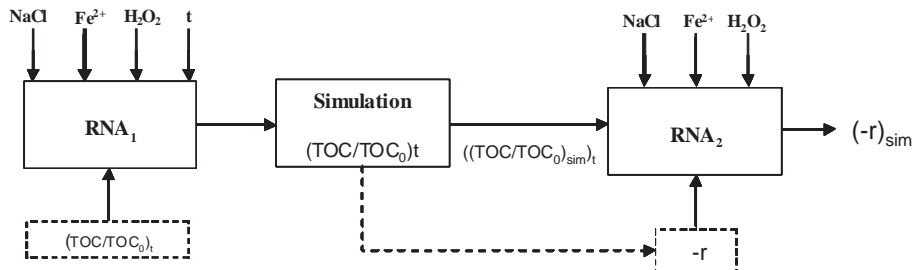 NaCl Fe²⁺ H₂O₂ t
NaCl Fe²⁺ H₂O₂
RNA₁
Simulation
(TOC/TOC₀)t
((TOC/TOC₀)sim)t
RNA₂
(-r)sim
(TOC/TOC₀)t
-r